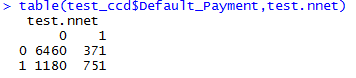 > table(test_ccd$Default_Payment,test.nnet)
test.nnet
0 1
0 6460 371
1 1180 751